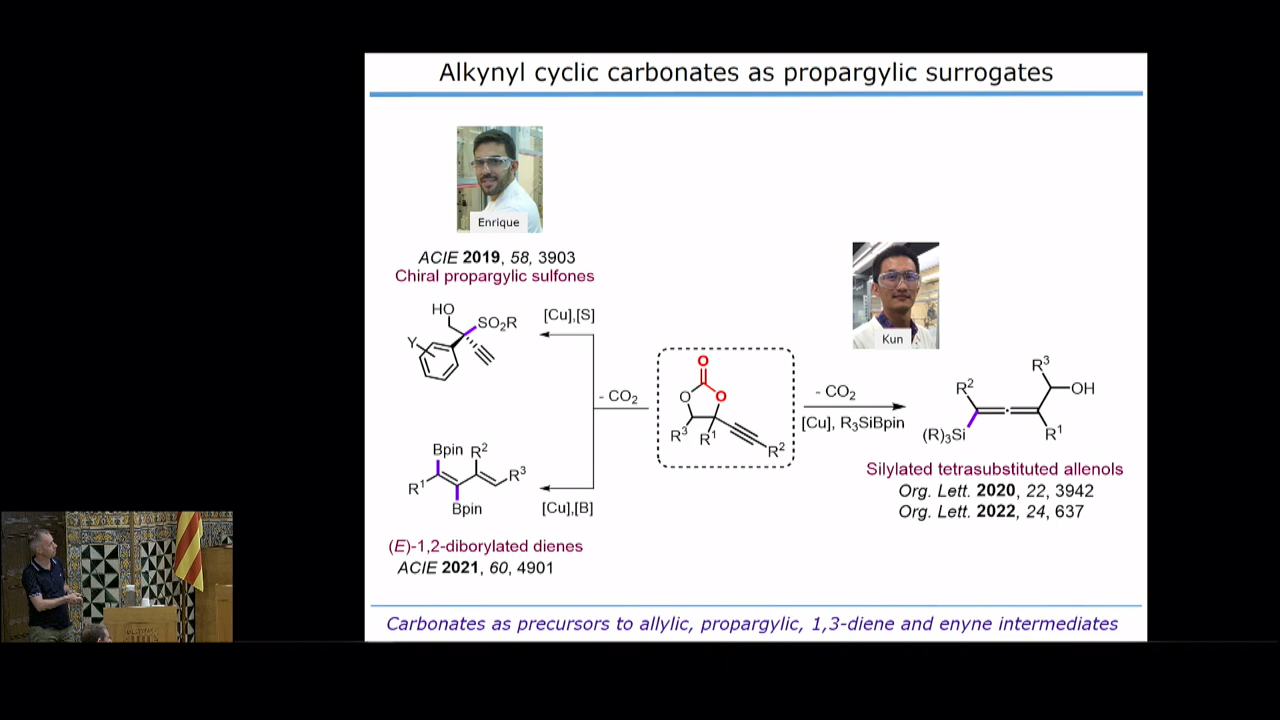 Alkynyl cyclic carbonates as propargylic surrogates
Enrique
ACIE 2019, 58, 3903
Chiral propargylic sulfones
HO
SO2R
Y
[Cu],[S]
- CO2
Bpin R2
R1
R3
Bpin
[Cu],[B]
(E)-1,2-diborylated dienes
ACIE 2021, 60, 4901
O
O
O
R3
R1
R2
- CO2
[Cu], R3SiBpin
Kun
R3
R2
OH
(R)3Si
R1
Silylated tetrasubstituted allenols
Org. Lett. 2020, 22, 3942
Org. Lett. 2022, 24, 637
Carbonates as precursors to allylic, propargylic, 1,3-diene and enyne intermediates